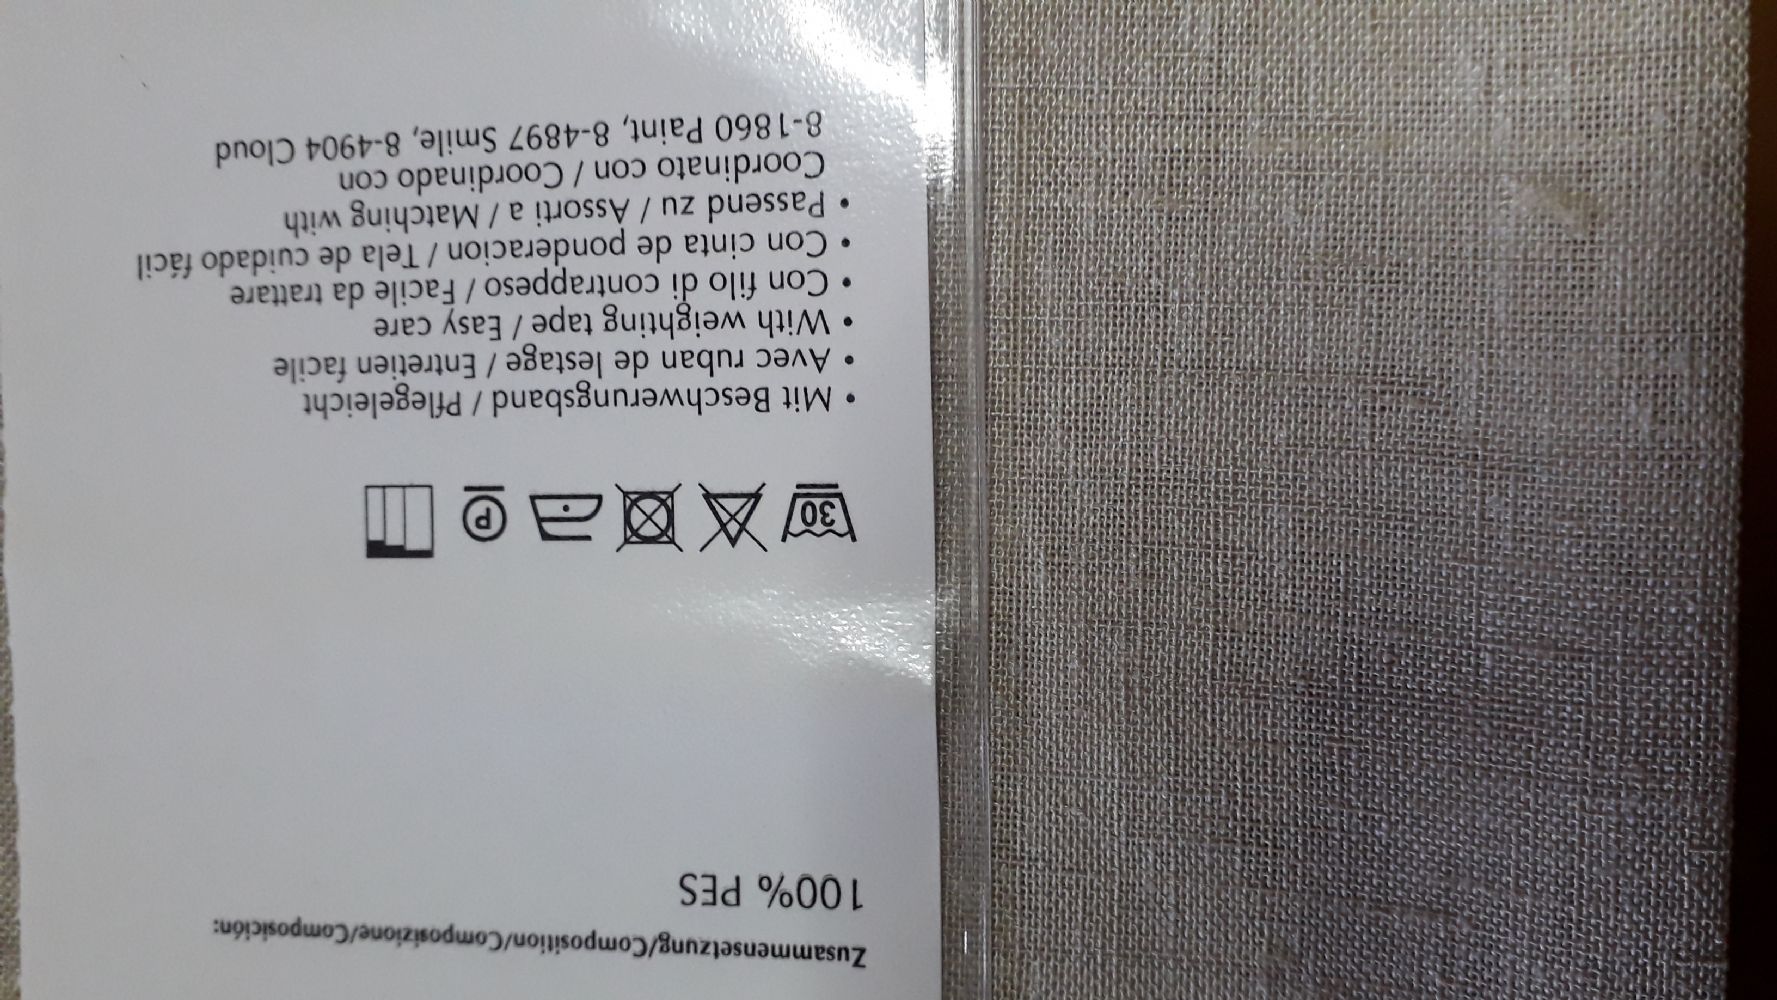 Zusammensetzung/Composition/Composizione/Composición:
100% PES
30
P
• Mit Beschwerungsband / Pflegeleicht
• Avec ruban de lestage / Entretien facile
• With weighting tape / Easy care
• Con filo di contrappeso / Facile da trattare
• Con cinta de ponderacion / Tela de cuidado fácil
• Passend zu / Assorti a / Matching with
Coordinato con / Coordinado con
8-1860 Paint, 8-4897 Smile, 8-4904 Cloud